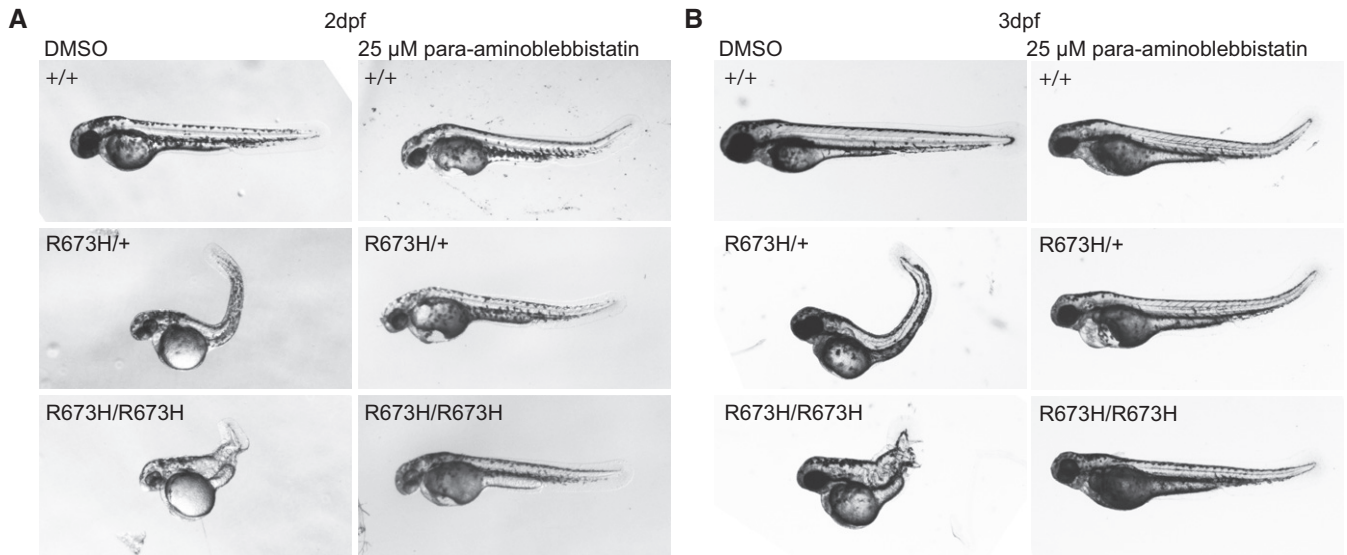 A
2dpf
DMSO
25 µM para-aminoblebbistatin
+/+
+/+
R673H/+
R673H/+
R673H/R673H
R673H/R673H
B
3dpf
DMSO
25 µM para-aminoblebbistatin
+/+
+/+
R673H/+
R673H/+
R673H/R673H
R673H/R673H